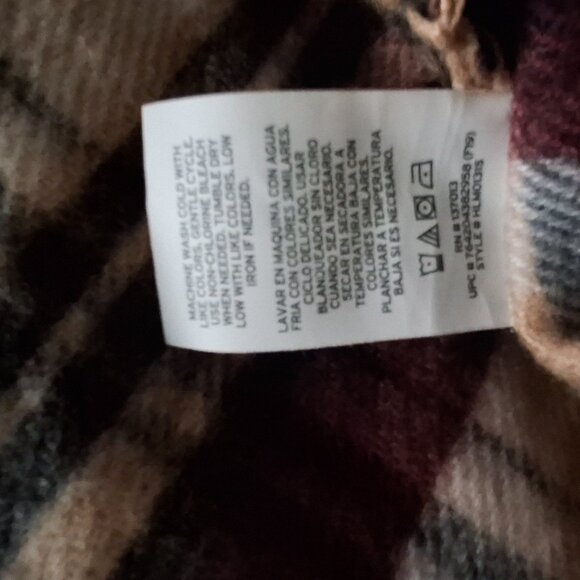 MACHINE WASH COLD WITH
LIKE COLORS, GENTLE CYCLE.
USE NON-CHLORINE BLEACH
WHEN NEEDED. TUMBLE DRY
LOW WITH LIKE COLORS. LOW
IRON IF NEEDED.
LAVAR EN MAQUINA CON AGUA
FRIA CON COLORES SIMILARES.
CICLO DELICADO. USAR
BLANQUEADOR SIN CLORO
CUANDO SEA NECESARIO.
SECAR EN SECADORA A
TEMPERATURA BAJA CON
COLORES SIMILARES.
PLANCHAR A TEMPERATURA
BAJA SI ES NECESARIO.
RN# 137013
UPC # 764204382958 (F19)
STYLE # HLM01311S